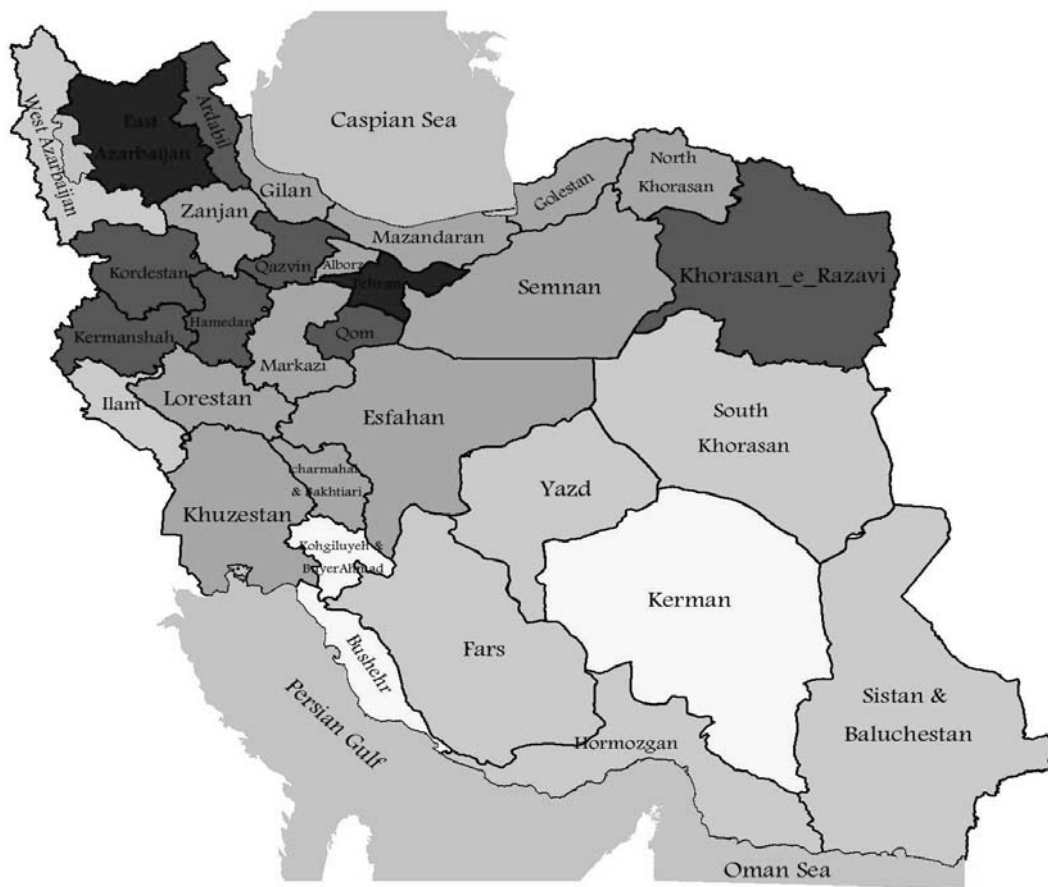 Caspian Sea
West Azarbaijan
East
Azarbaijan
Ardabil
Gilan
Zanjan
Golestan
North
Khorasan
Mazandaran
Kordestan
Qazvin
Alborz
Tehran
Semnan
Khorasan_e_Razavi
Kermanshah
Hamedan
Qom
Markazi
Ilam
Lorestan
Esfahan
South
Khorasan
charmahal
& Bakhtiari
Yazd
Khuzestan
Kohgiluyeh &
BuyerAhmad
Kerman
Fars
Bushehr
Persian Gulf
Sistan &
Baluchestan
Hormozgan
Oman Sea